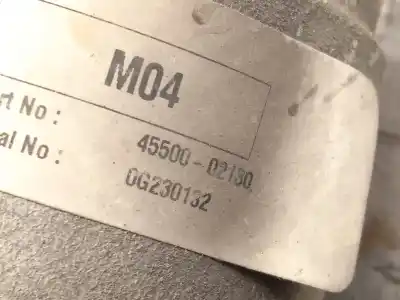 M04
rt No : 45500-02130
al No : 0G230132